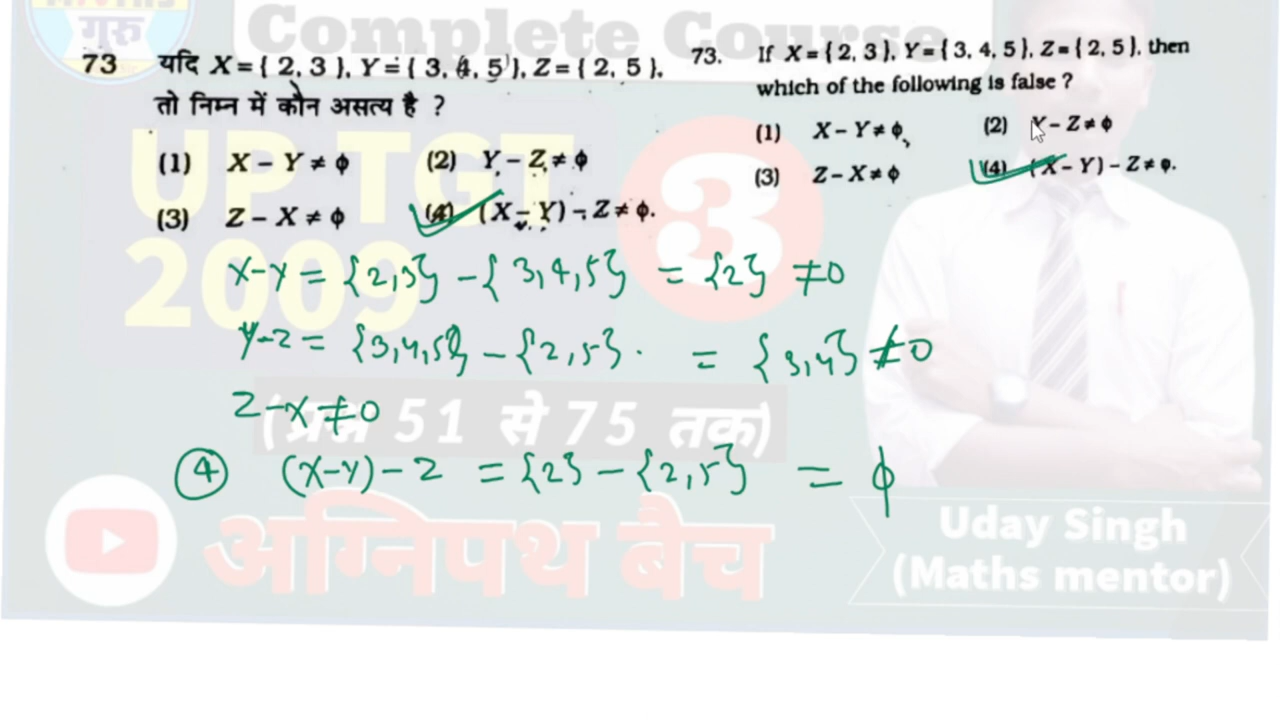 गुरु
Complete Course
73 यदि X = { 2, 3 }, Y = { 3, 4, 5 }, Z = { 2, 5 },
तो निम्न में कौन असत्य है ?
(1) X – Y ≠ ϕ (2) Y – Z ≠ ϕ
(3) Z – X ≠ ϕ (4) (X – Y) – Z ≠ ϕ.
73. If X = { 2, 3 }, Y = { 3, 4, 5 }, Z = { 2, 5 }, then
which of the following is false ?
(1) X – Y ≠ ϕ (2) Y – Z ≠ ϕ
(3) Z – X ≠ ϕ (4) (X – Y) – Z ≠ ϕ.
UP TGT
2009
3
X-Y = {2,3} - { 3,4,5} = {2} ≠0
Y-Z = {3,4,5} - {2,5}. = {3,4} ≠0
Z-X ≠0
(प्रश्न 51 से 75 तक)
④ (X-Y)-Z = {2} - {2,5} = ϕ
अग्निपथ बैच
Uday Singh
(Maths mentor)